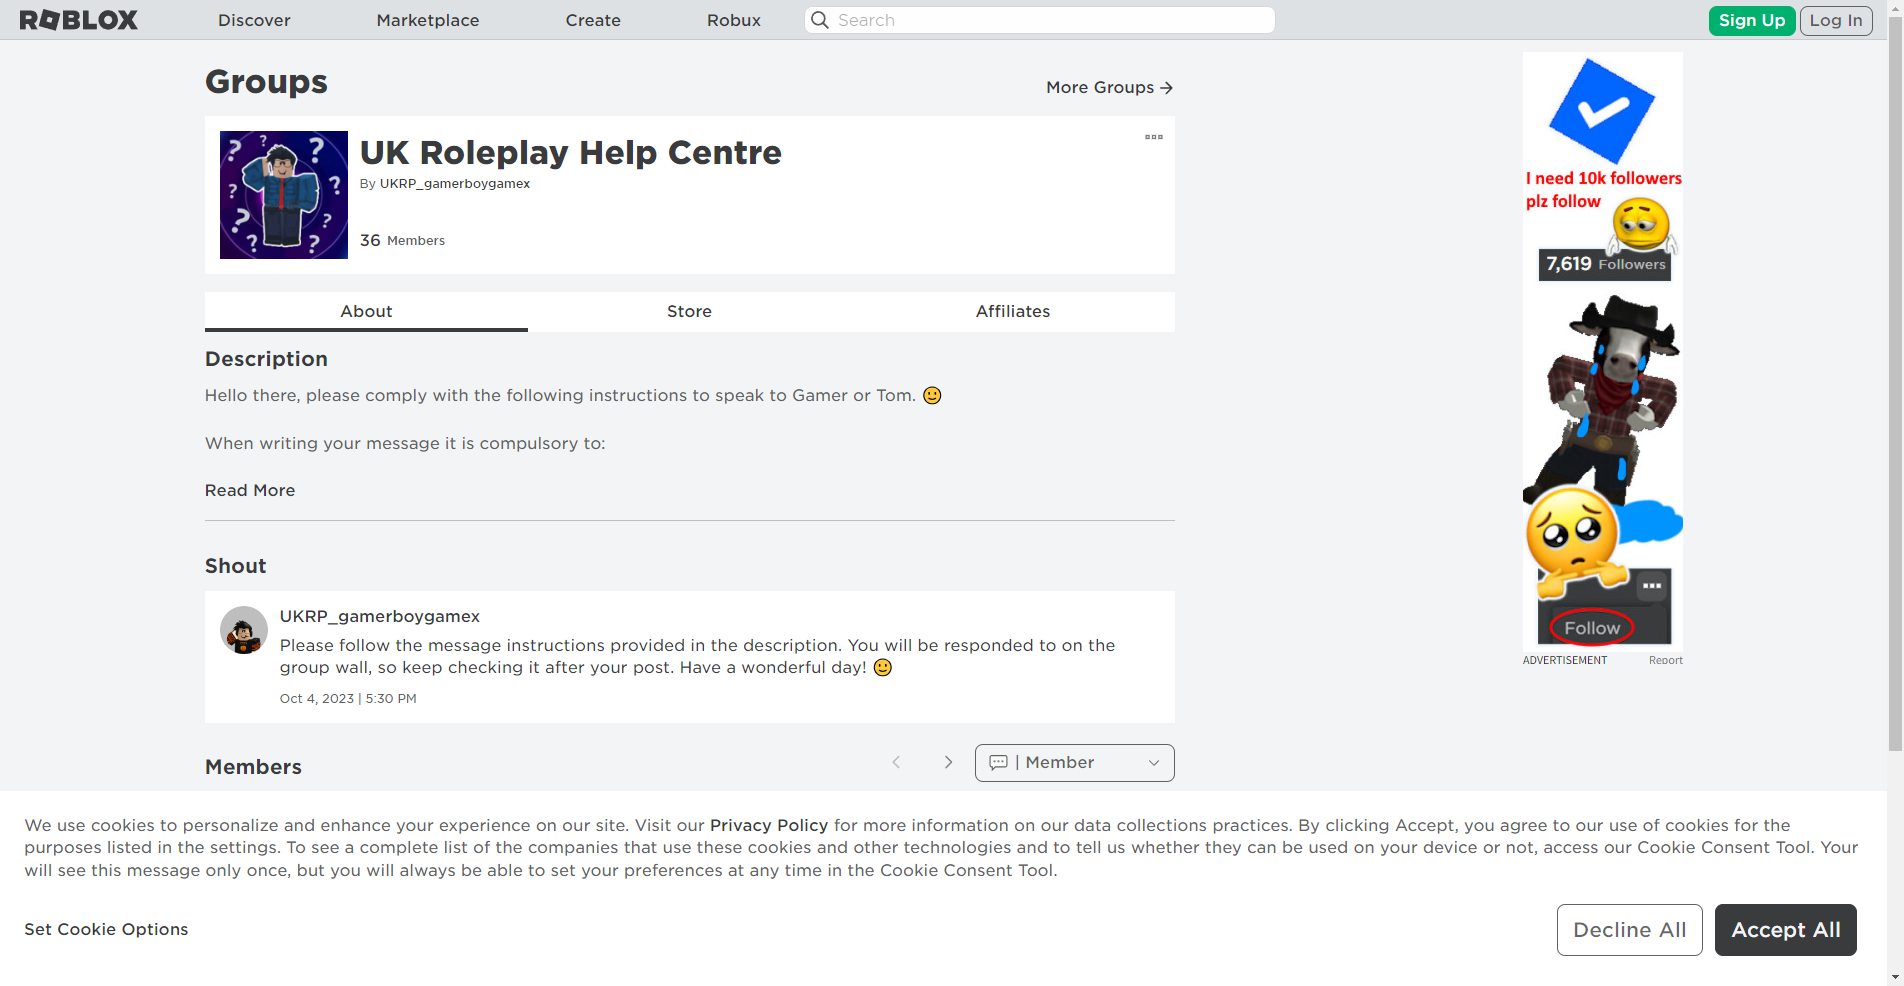 ROBLOX
Discover
Marketplace
Create
Robux
Search
Sign Up
Log In
Groups
More Groups →
UK Roleplay Help Centre
By UKRP_gamerboygamex
36 Members
About
Store
Affiliates
Description
Hello there, please comply with the following instructions to speak to Gamer or Tom. 🙂
When writing your message it is compulsory to:
Read More
Shout
UKRP_gamerboygamex
Please follow the message instructions provided in the description. You will be responded to on the
group wall, so keep checking it after your post. Have a wonderful day! 🙂
Oct 4, 2023 | 5:30 PM
Members
💬 | Member
I need 10k followers
plz follow
7,619 Followers
Follow
ADVERTISEMENT
Report
We use cookies to personalize and enhance your experience on our site. Visit our Privacy Policy for more information on our data collections practices. By clicking Accept, you agree to our use of cookies for the
purposes listed in the settings. To see a complete list of the companies that use these cookies and other technologies and to tell us whether they can be used on your device or not, access our Cookie Consent Tool. Your
will see this message only once, but you will always be able to set your preferences at any time in the Cookie Consent Tool.
Set Cookie Options
Decline All
Accept All